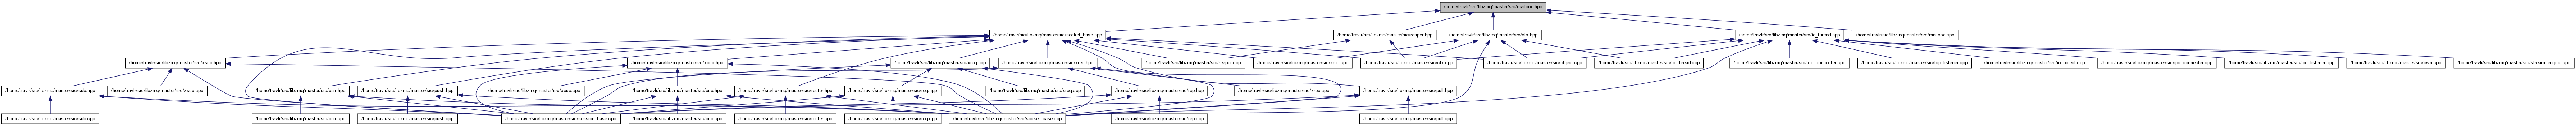 /home/travlr/src/libzmq/master/src/mailbox.hpp
/home/travlr/src/libzmq/master/src/socket_base.hpp
/home/travlr/src/libzmq/master/src/reaper.hpp
/home/travlr/src/libzmq/master/src/ctx.hpp
/home/travlr/src/libzmq/master/src/io_thread.hpp
/home/travlr/src/libzmq/master/src/mailbox.cpp
/home/travlr/src/libzmq/master/src/xsub.hpp
/home/travlr/src/libzmq/master/src/xpub.hpp
/home/travlr/src/libzmq/master/src/xreq.hpp
/home/travlr/src/libzmq/master/src/xrep.hpp
/home/travlr/src/libzmq/master/src/reaper.cpp
/home/travlr/src/libzmq/master/src/zmq.cpp
/home/travlr/src/libzmq/master/src/ctx.cpp
/home/travlr/src/libzmq/master/src/object.cpp
/home/travlr/src/libzmq/master/src/io_thread.cpp
/home/travlr/src/libzmq/master/src/tcp_connecter.cpp
/home/travlr/src/libzmq/master/src/tcp_listener.cpp
/home/travlr/src/libzmq/master/src/io_object.cpp
/home/travlr/src/libzmq/master/src/ipc_connecter.cpp
/home/travlr/src/libzmq/master/src/ipc_listener.cpp
/home/travlr/src/libzmq/master/src/own.cpp
/home/travlr/src/libzmq/master/src/stream_engine.cpp
/home/travlr/src/libzmq/master/src/sub.hpp
/home/travlr/src/libzmq/master/src/xsub.cpp
/home/travlr/src/libzmq/master/src/pair.hpp
/home/travlr/src/libzmq/master/src/push.hpp
/home/travlr/src/libzmq/master/src/xpub.cpp
/home/travlr/src/libzmq/master/src/pub.hpp
/home/travlr/src/libzmq/master/src/router.hpp
/home/travlr/src/libzmq/master/src/req.hpp
/home/travlr/src/libzmq/master/src/xreq.cpp
/home/travlr/src/libzmq/master/src/rep.hpp
/home/travlr/src/libzmq/master/src/xrep.cpp
/home/travlr/src/libzmq/master/src/pull.hpp
/home/travlr/src/libzmq/master/src/sub.cpp
/home/travlr/src/libzmq/master/src/pair.cpp
/home/travlr/src/libzmq/master/src/push.cpp
/home/travlr/src/libzmq/master/src/session_base.cpp
/home/travlr/src/libzmq/master/src/pub.cpp
/home/travlr/src/libzmq/master/src/router.cpp
/home/travlr/src/libzmq/master/src/req.cpp
/home/travlr/src/libzmq/master/src/socket_base.cpp
/home/travlr/src/libzmq/master/src/rep.cpp
/home/travlr/src/libzmq/master/src/pull.cpp